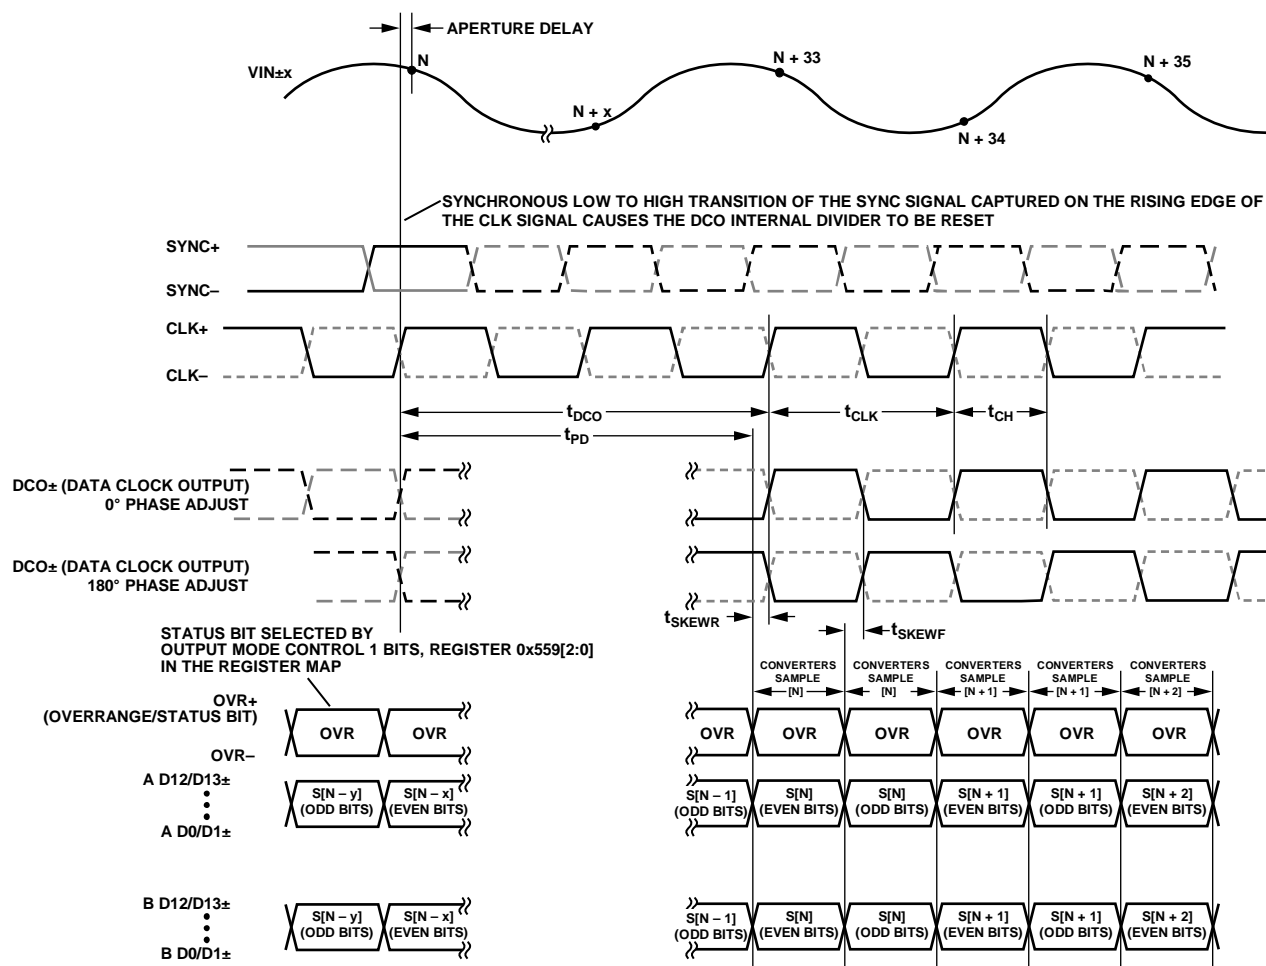 APERTURE DELAY
N
N + 33
N + 35
VIN±x
N + x
N + 34
SYNCHRONOUS LOW TO HIGH TRANSITION OF THE SYNC SIGNAL CAPTURED ON THE RISING EDGE OF
THE CLK SIGNAL CAUSES THE DCO INTERNAL DIVIDER TO BE RESET
SYNC+
SYNC–
CLK+
CLK–
tDCO
tCLK
tCH
tPD
DCO± (DATA CLOCK OUTPUT)
0° PHASE ADJUST
DCO± (DATA CLOCK OUTPUT)
180° PHASE ADJUST
tSKEWR
tSKEWF
STATUS BIT SELECTED BY
OUTPUT MODE CONTROL 1 BITS, REGISTER 0x559[2:0]
IN THE REGISTER MAP
CONVERTERS
SAMPLE
[N]
CONVERTERS
SAMPLE
[N]
CONVERTERS
SAMPLE
[N + 1]
CONVERTERS
SAMPLE
[N + 1]
CONVERTERS
SAMPLE
[N + 2]
OVR+
(OVERRANGE/STATUS BIT)
OVR–
OVR
OVR
OVR
OVR
OVR
OVR
OVR
OVR
A D12/D13±
A D0/D1±
S[N – y]
(ODD BITS)
S[N – x]
(EVEN BITS)
S[N – 1]
(ODD BITS)
S[N]
(EVEN BITS)
S[N]
(ODD BITS)
S[N + 1]
(EVEN BITS)
S[N + 1]
(ODD BITS)
S[N + 2]
(EVEN BITS)
B D12/D13±
B D0/D1±
S[N – y]
(ODD BITS)
S[N – x]
(EVEN BITS)
S[N – 1]
(ODD BITS)
S[N]
(EVEN BITS)
S[N]
(ODD BITS)
S[N + 1]
(EVEN BITS)
S[N + 1]
(ODD BITS)
S[N + 2]
(EVEN BITS)